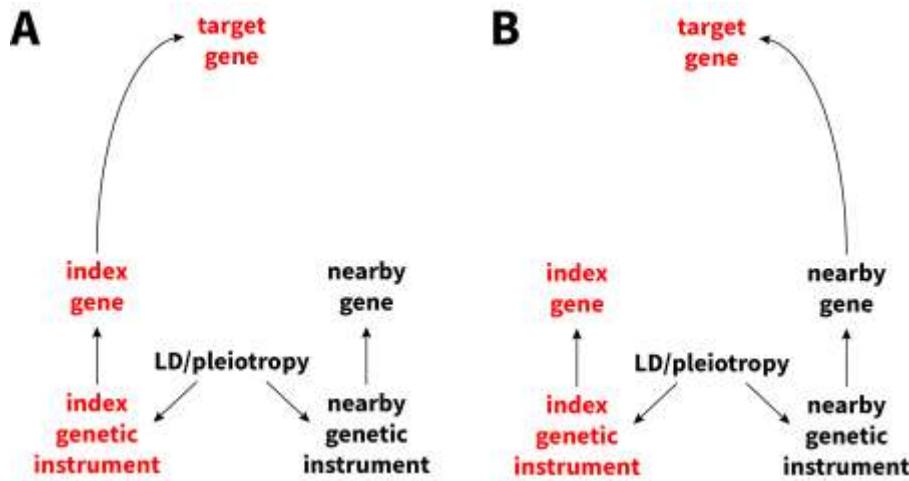 A
target
gene
index
gene
nearby
gene
LD/pleiotropy
index
genetic
instrument
nearby
genetic
instrument
B
target
gene
index
gene
nearby
gene
LD/pleiotropy
index
genetic
instrument
nearby
genetic
instrument